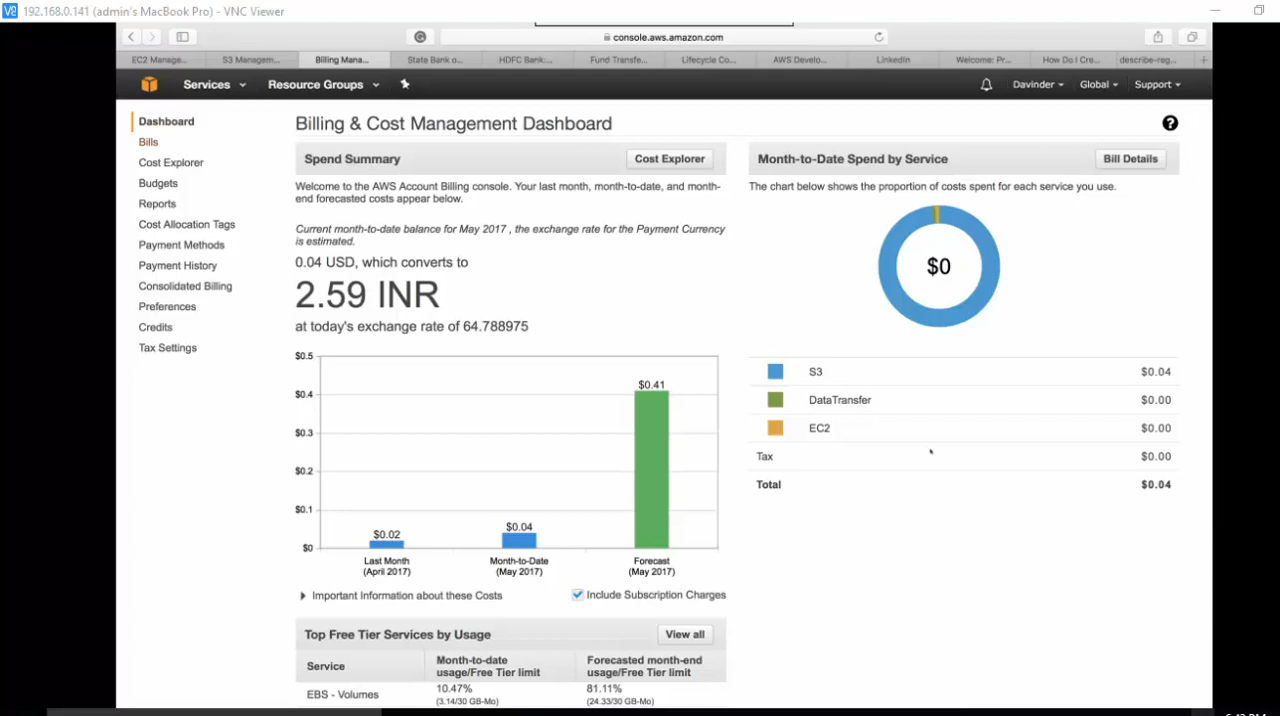 192.168.0.141 (admin's MacBook Pro) - VNC Viewer
console.aws.amazon.com
EC2 Manage... S3 Managem... Billing Mana... State Bank o... HDFC Bank:... Fund Transfe... Lifecycle Co... AWS Develo... LinkedIn Welcome: Pr... How Do I Cre... describe-reg...
Services Resource Groups Davinder Global Support
Dashboard
Bills
Cost Explorer
Budgets
Reports
Cost Allocation Tags
Payment Methods
Payment History
Consolidated Billing
Preferences
Credits
Tax Settings
Billing & Cost Management Dashboard
Spend Summary Cost Explorer
Welcome to the AWS Account Billing console. Your last month, month-to-date, and month-
end forecasted costs appear below.
Current month-to-date balance for May 2017 , the exchange rate for the Payment Currency
is estimated.
0.04 USD, which converts to
2.59 INR
at today's exchange rate of 64.788975
$0.5
$0.4
$0.3
$0.2
$0.1
$0
$0.02
$0.04
$0.41
Last Month
(April 2017)
Month-to-Date
(May 2017)
Forecast
(May 2017)
Important Information about these Costs Include Subscription Charges
Top Free Tier Services by Usage View all
Service
Month-to-date
usage/Free Tier limit
Forecasted month-end
usage/Free Tier limit
EBS - Volumes
10.47%
(3.14/30 GB-Mo)
81.11%
(24.33/30 GB-Mo)
Month-to-Date Spend by Service Bill Details
The chart below shows the proportion of costs spent for each service you use.
$0
S3 $0.04
DataTransfer $0.00
EC2 $0.00
Tax $0.00
Total $0.04